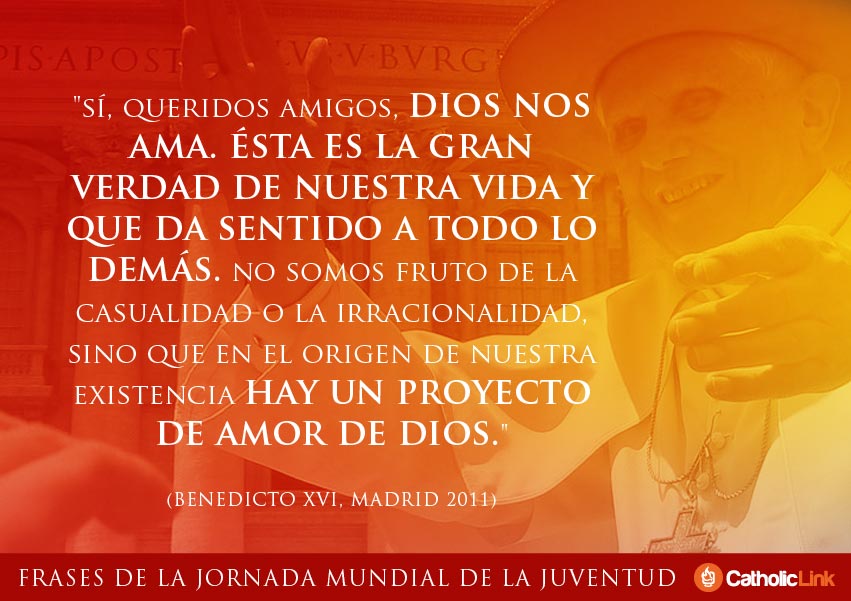 PIS·APOST
VS·V·BVRG
"SÍ, QUERIDOS AMIGOS, DIOS NOS
AMA. ÉSTA ES LA GRAN
VERDAD DE NUESTRA VIDA Y
QUE DA SENTIDO A TODO LO
DEMÁS. NO SOMOS FRUTO DE LA
CASUALIDAD O LA IRRACIONALIDAD,
SINO QUE EN EL ORIGEN DE NUESTRA
EXISTENCIA HAY UN PROYECTO
DE AMOR DE DIOS."
(BENEDICTO XVI, MADRID 2011)
FRASES DE LA JORNADA MUNDIAL DE LA JUVENTUD CatholicLink